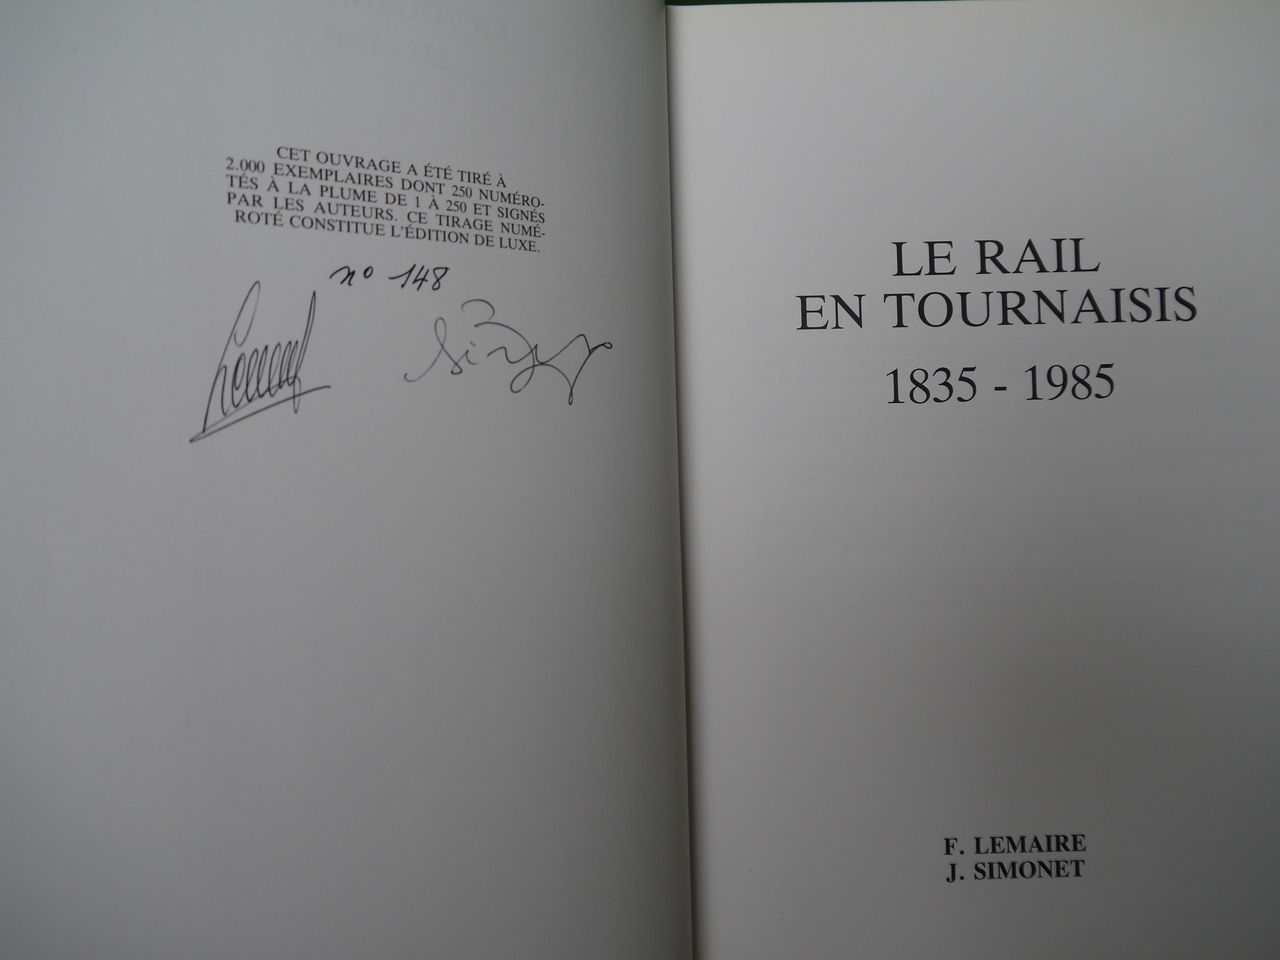 CET OUVRAGE A ÉTÉ TIRÉ À
2.000 EXEMPLAIRES DONT 250 NUMÉRO-
TÉS À LA PLUME DE 1 À 250 ET SIGNÉS
PAR LES AUTEURS. CE TIRAGE NUMÉ-
ROTÉ CONSTITUE L'ÉDITION DE LUXE.
n° 148
LE RAIL
EN TOURNAISIS
1835 - 1985
F. LEMAIRE
J. SIMONET